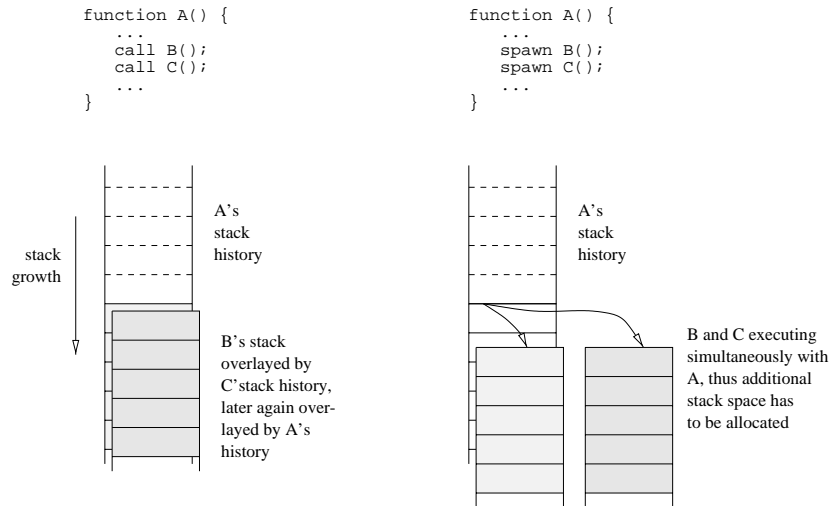 function A() {
...
call B();
call C();
...
}
function A() {
...
spawn B();
spawn C();
...
}
stack
growth
A's
stack
history
B's stack
overlayed by
C'stack history,
later again over-
layed by A's
history
A's
stack
history
B and C executing
simultaneously with
A, thus additional
stack space has
to be allocated